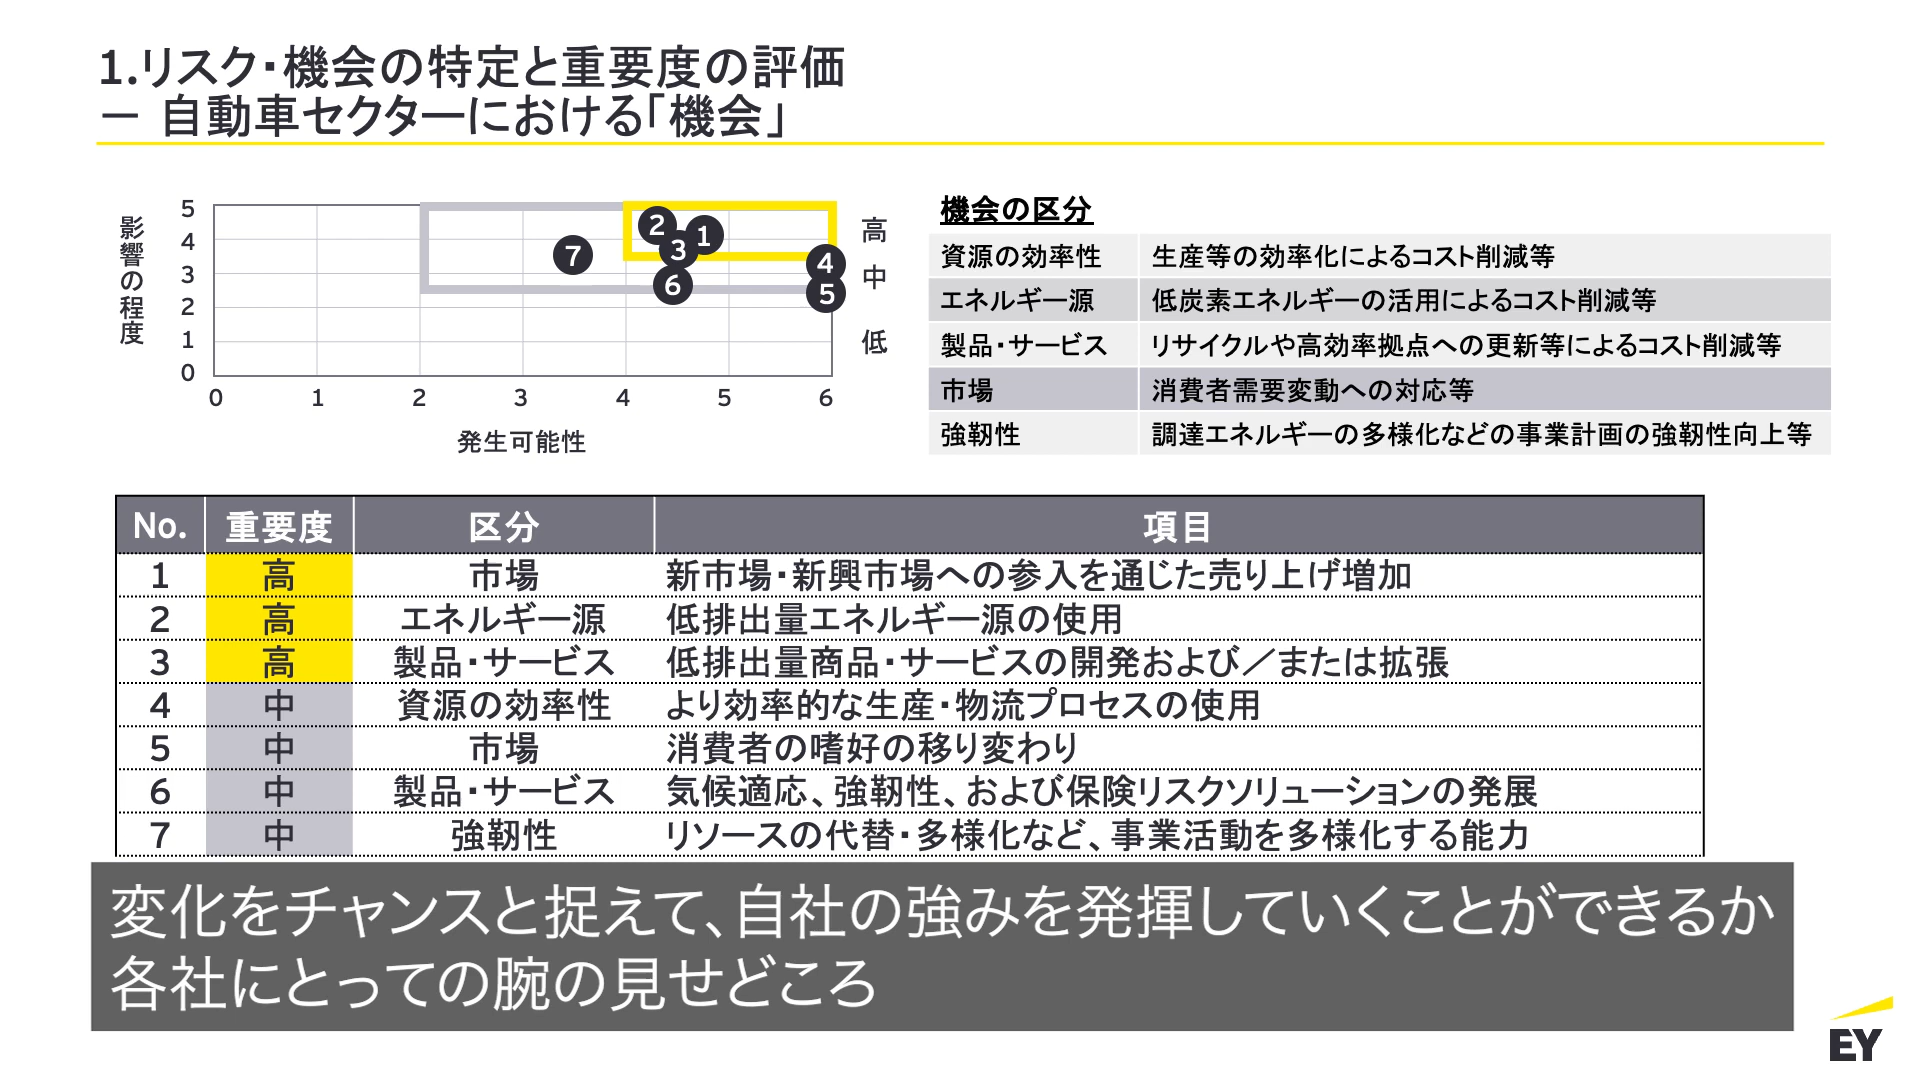 1.リスク・機会の特定と重要度の評価
－ 自動車セクターにおける「機会」
影響の程度
5
4
3
2
1
0
0 1 2 3 4 5 6
発生可能性
2
1
3
7
4
6
5
高
中
低
機会の区分
資源の効率性 生産等の効率化によるコスト削減等
エネルギー源 低炭素エネルギーの活用によるコスト削減等
製品・サービス リサイクルや高効率拠点への更新等によるコスト削減等
市場 消費者需要変動への対応等
強靭性 調達エネルギーの多様化などの事業計画の強靭性向上等
No. 重要度 区分 項目
1 高 市場 新市場・新興市場への参入を通じた売り上げ増加
2 高 エネルギー源 低排出量エネルギー源の使用
3 高 製品・サービス 低排出量商品・サービスの開発および／または拡張
4 中 資源の効率性 より効率的な生産・物流プロセスの使用
5 中 市場 消費者の嗜好の移り変わり
6 中 製品・サービス 気候適応、強靭性、および保険リスクソリューションの発展
7 中 強靭性 リソースの代替・多様化など、事業活動を多様化する能力
変化をチャンスと捉えて、自社の強みを発揮していくことができるか
各社にとっての腕の見せどころ
EY